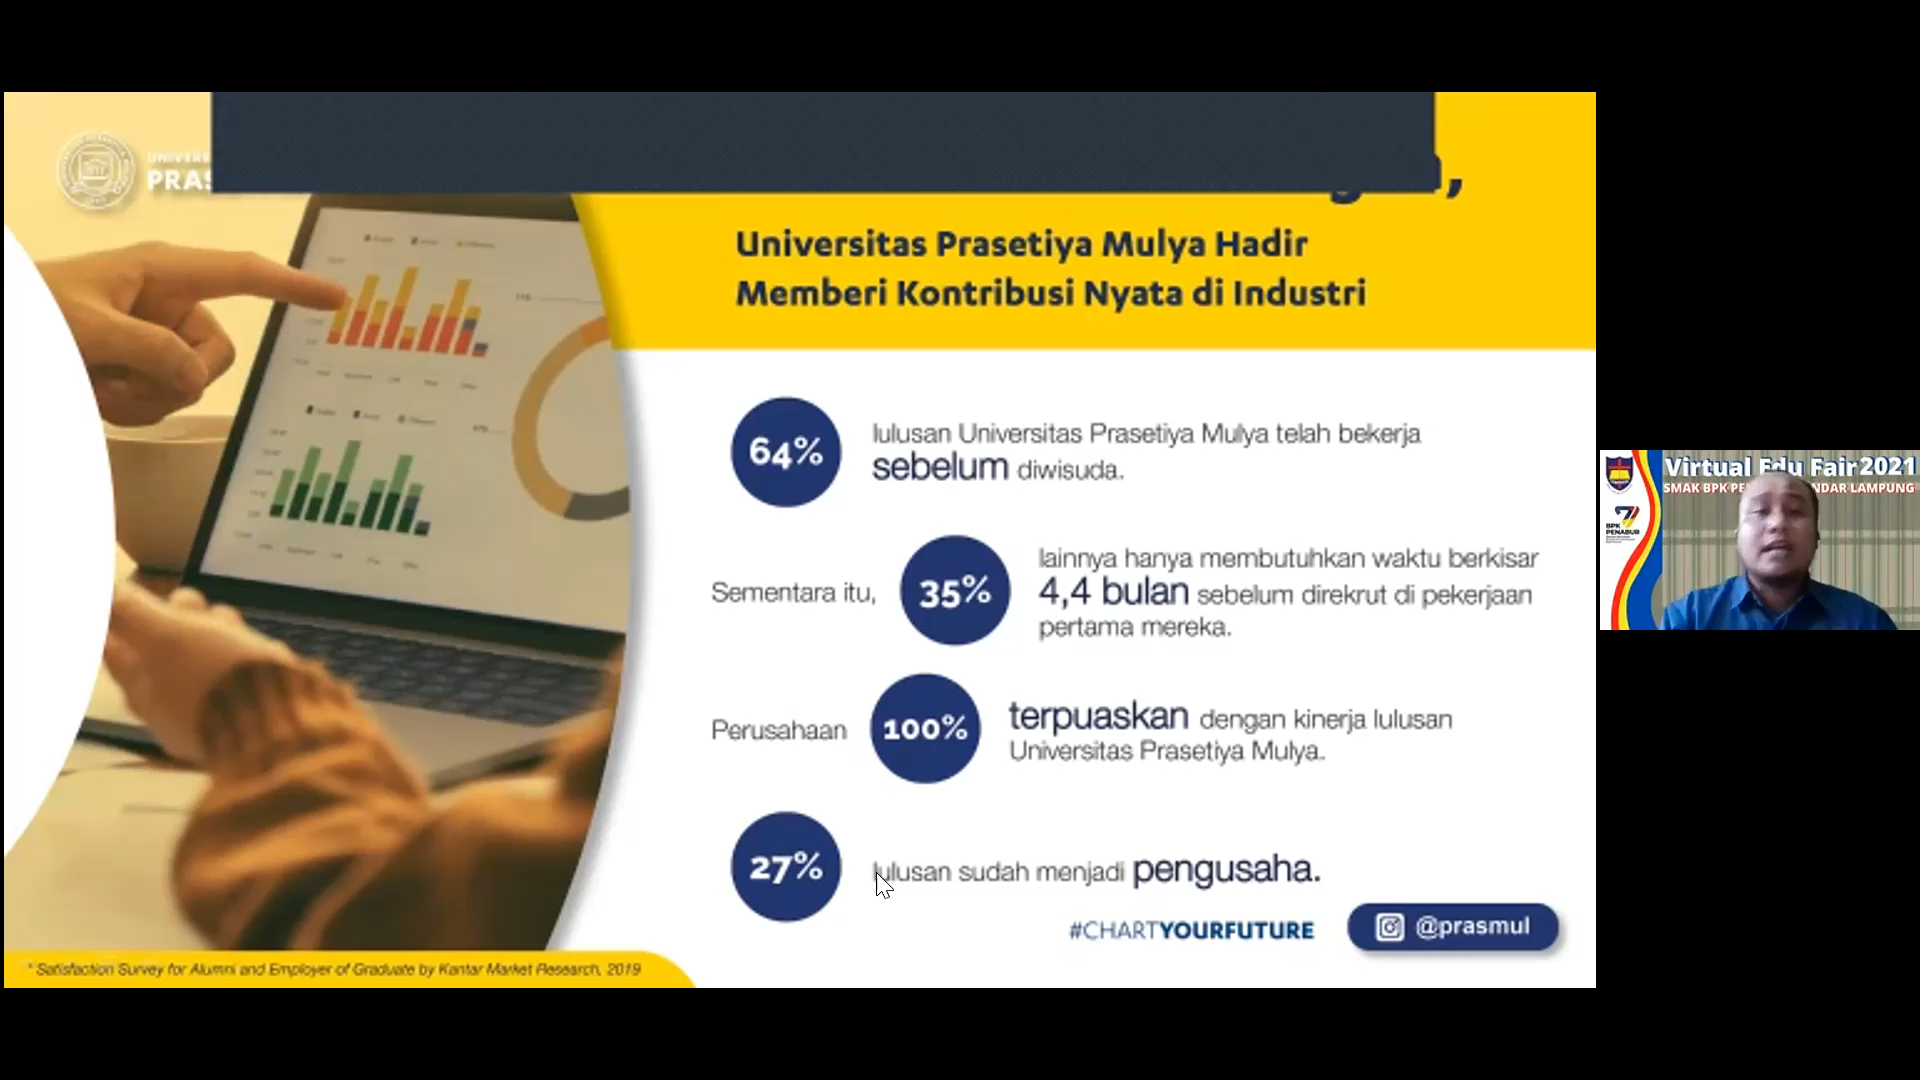 UNIVERS
PRAS
Universitas Prasetiya Mulya Hadir
Memberi Kontribusi Nyata di Industri
64%
lulusan Universitas Prasetiya Mulya telah bekerja
sebelum diwisuda.
Sementara itu,
35%
lainnya hanya membutuhkan waktu berkisar
4,4 bulan sebelum direkrut di pekerjaan
pertama mereka.
Perusahaan
100%
terpuaskan dengan kinerja lulusan
Universitas Prasetiya Mulya.
27%
lulusan sudah menjadi pengusaha.
#CHARTYOURFUTURE
@prasmul
* Satisfaction Survey for Alumni and Employer of Graduate by Kantar Market Research, 2019
Virtual Edu Fair 2021
SMAK BPK PE NDAR LAMPUNG
BPK
PENABUR